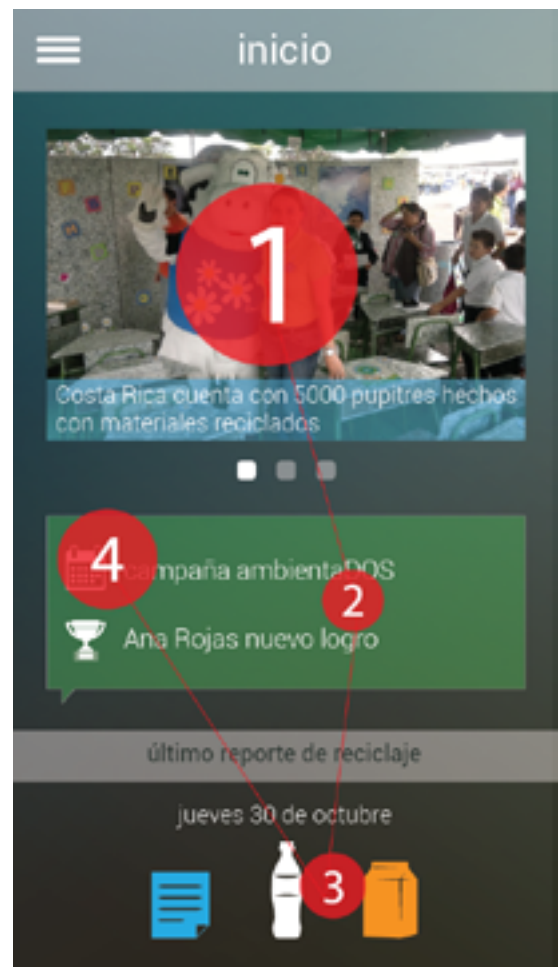 inicio
1
Costa Rica cuenta con 5000 pupitres hechos
con materiales reciclados
4
campaña ambientaDOS
2
Ana Rojas nuevo logro
último reporte de reciclaje
jueves 30 de octubre
3